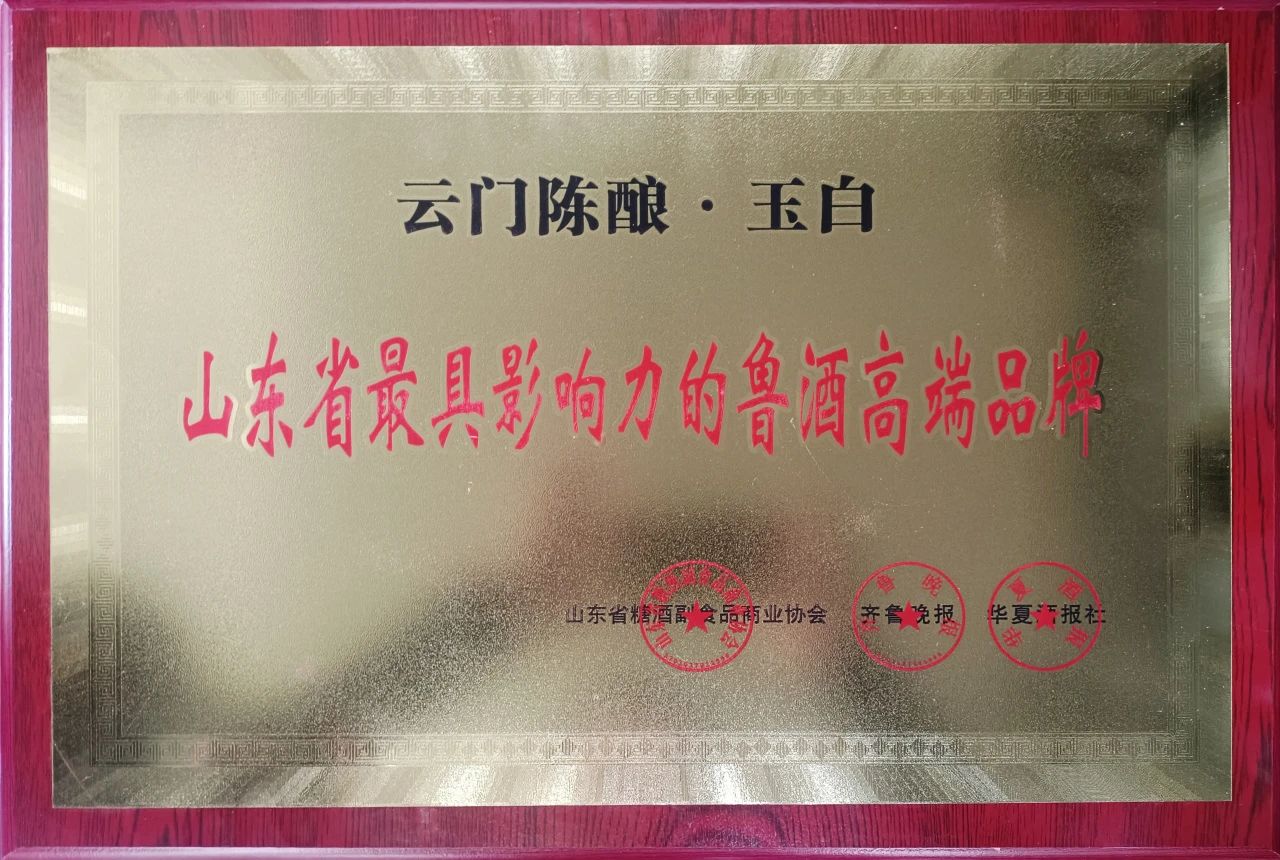 云门陈酿·玉白
山东省最具影响力的鲁酒高端品牌
山东省糖酒副食品商业协会 齐鲁晚报 华夏酒报社